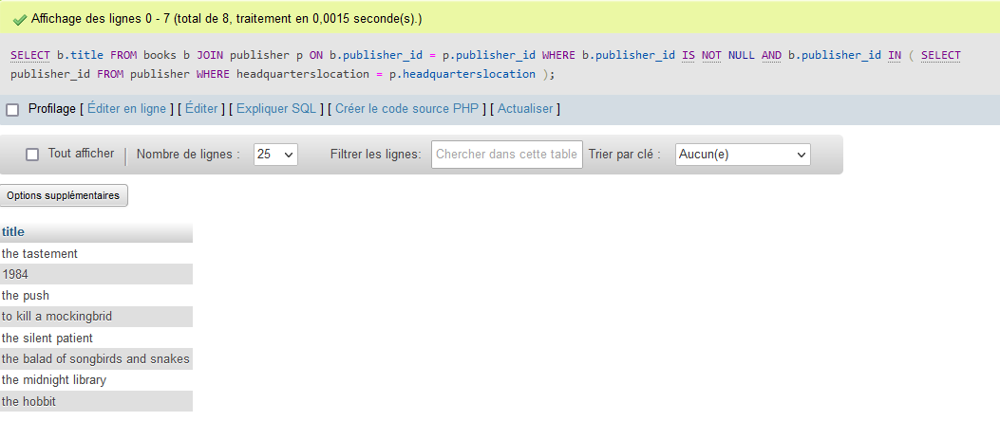 Affichage des lignes 0 - 7 (total de 8, traitement en 0,0015 seconde(s).)
SELECT b.title FROM books b JOIN publisher p ON b.publisher_id = p.publisher_id WHERE b.publisher_id IS NOT NULL AND b.publisher_id IN ( SELECT
publisher_id FROM publisher WHERE headquarterslocation = p.headquarterslocation );
Profilage [ Éditer en ligne ] [ Éditer ] [ Expliquer SQL ] [ Créer le code source PHP ] [ Actualiser ]
Tout afficher Nombre de lignes : 25 Filtrer les lignes: Chercher dans cette table Trier par clé : Aucun(e)
Options supplémentaires
title
the tastement
1984
the push
to kill a mockingbrid
the silent patient
the balad of songbirds and snakes
the midnight library
the hobbit